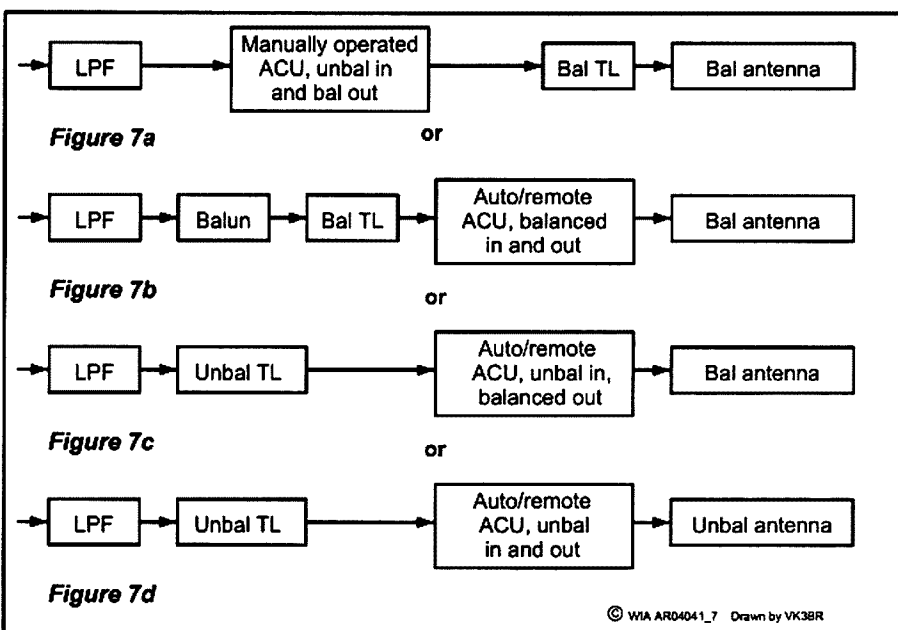 LPF
Manually operated
ACU, unbal in
and bal out
Bal TL
Bal antenna
Figure 7a
or
LPF
Balun
Bal TL
Auto/remote
ACU, balanced
in and out
Bal antenna
Figure 7b
or
LPF
Unbal TL
Auto/remote
ACU, unbal in,
balanced out
Bal antenna
Figure 7c
or
LPF
Unbal TL
Auto/remote
ACU, unbal
in and out
Unbal antenna
Figure 7d
© WIA AR04041_7 Drawn by VK3BR